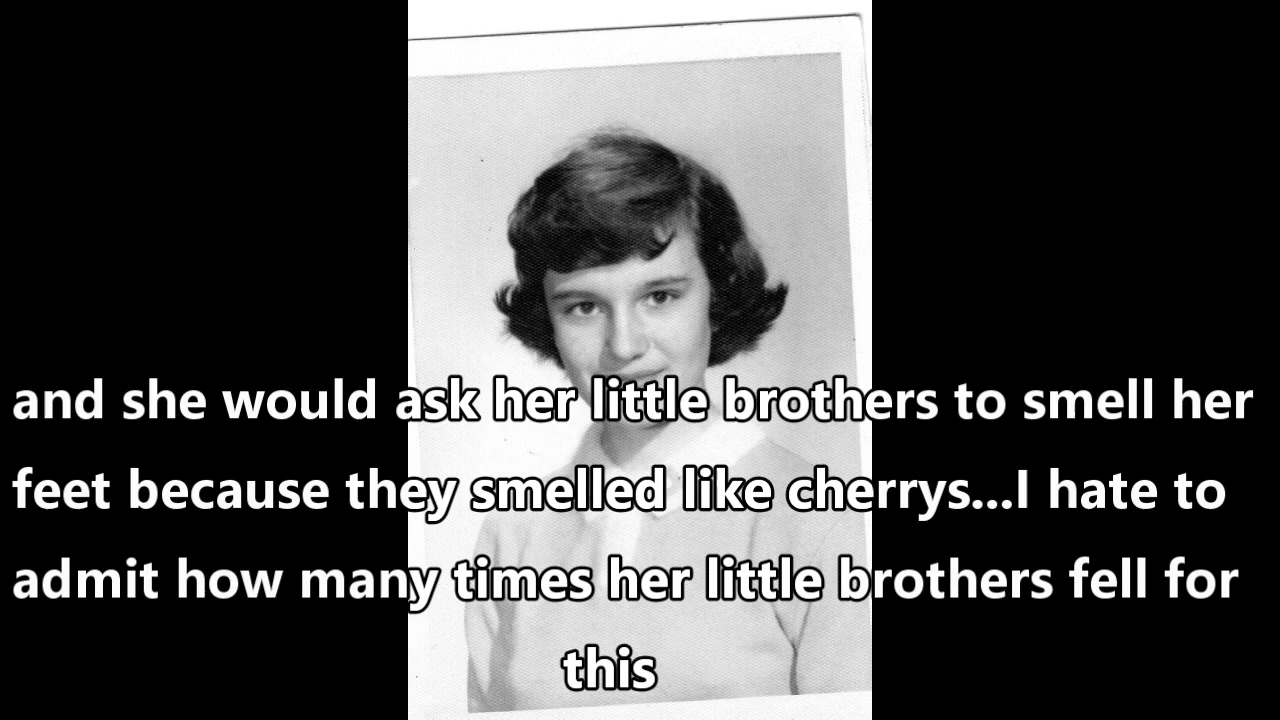 and she would ask her little brothers to smell her
feet because they smelled like cherrys...I hate to
admit how many times her little brothers fell for
this